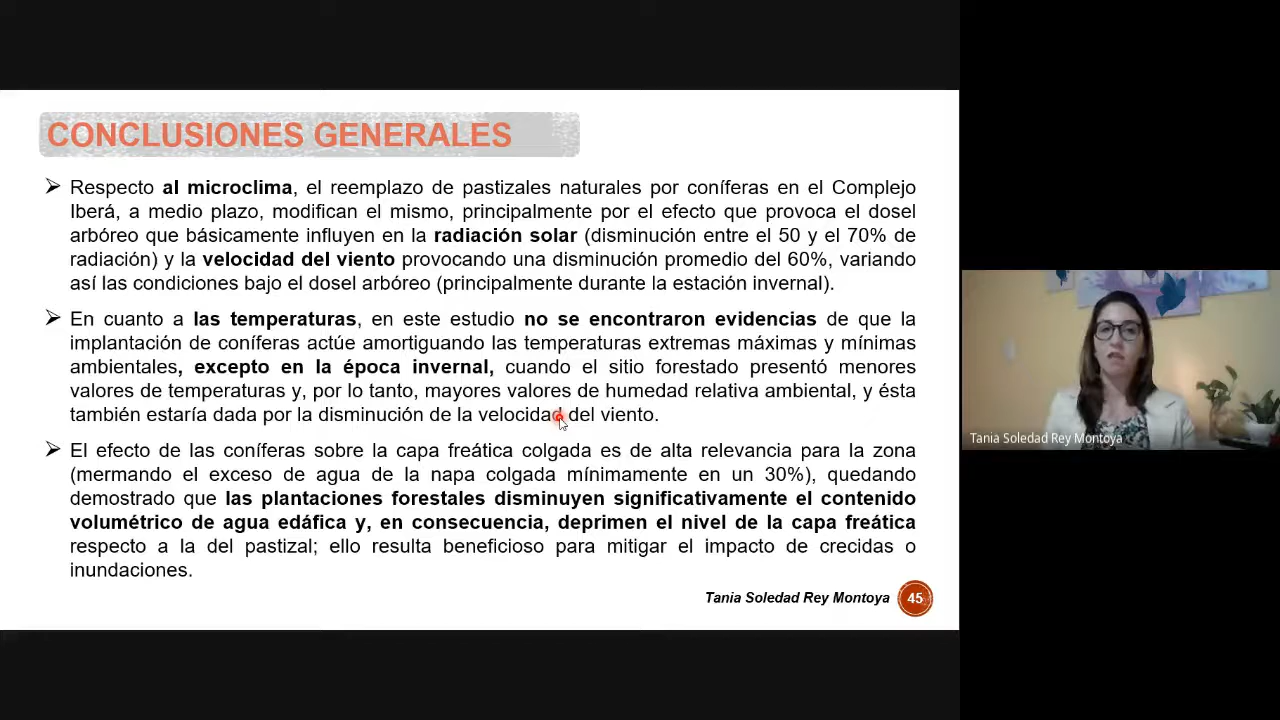 CONCLUSIONES GENERALES
➢ Respecto al microclima, el reemplazo de pastizales naturales por coníferas en el Complejo
Iberá, a medio plazo, modifican el mismo, principalmente por el efecto que provoca el dosel
arbóreo que básicamente influyen en la radiación solar (disminución entre el 50 y el 70% de
radiación) y la velocidad del viento provocando una disminución promedio del 60%, variando
así las condiciones bajo el dosel arbóreo (principalmente durante la estación invernal).
➢ En cuanto a las temperaturas, en este estudio no se encontraron evidencias de que la
implantación de coníferas actúe amortiguando las temperaturas extremas máximas y mínimas
ambientales, excepto en la época invernal, cuando el sitio forestado presentó menores
valores de temperaturas y, por lo tanto, mayores valores de humedad relativa ambiental, y ésta
también estaría dada por la disminución de la velocidad del viento.
➢ El efecto de las coníferas sobre la capa freática colgada es de alta relevancia para la zona
(mermando el exceso de agua de la napa colgada mínimamente en un 30%), quedando
demostrado que las plantaciones forestales disminuyen significativamente el contenido
volumétrico de agua edáfica y, en consecuencia, deprimen el nivel de la capa freática
respecto a la del pastizal; ello resulta beneficioso para mitigar el impacto de crecidas o
inundaciones.
Tania Soledad Rey Montoya 45
Tania Soledad Rey Montoya